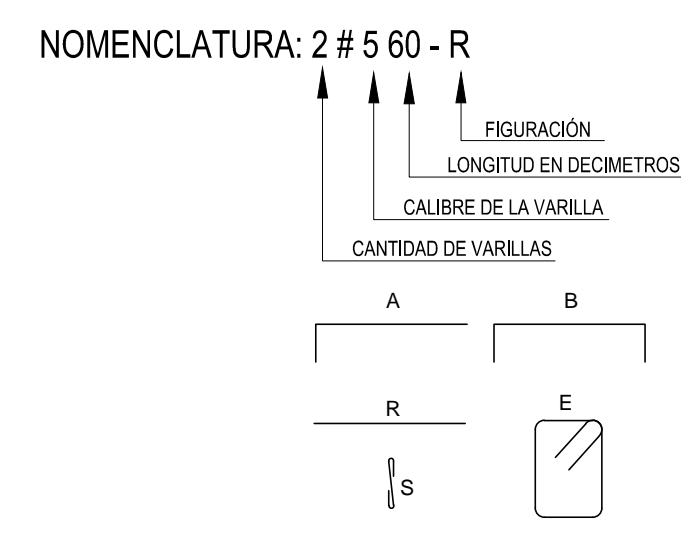 NOMENCLATURA: 2 # 5 60 - R
FIGURACIÓN
LONGITUD EN DECIMETROS
CALIBRE DE LA VARILLA
CANTIDAD DE VARILLAS
A B
R E
S